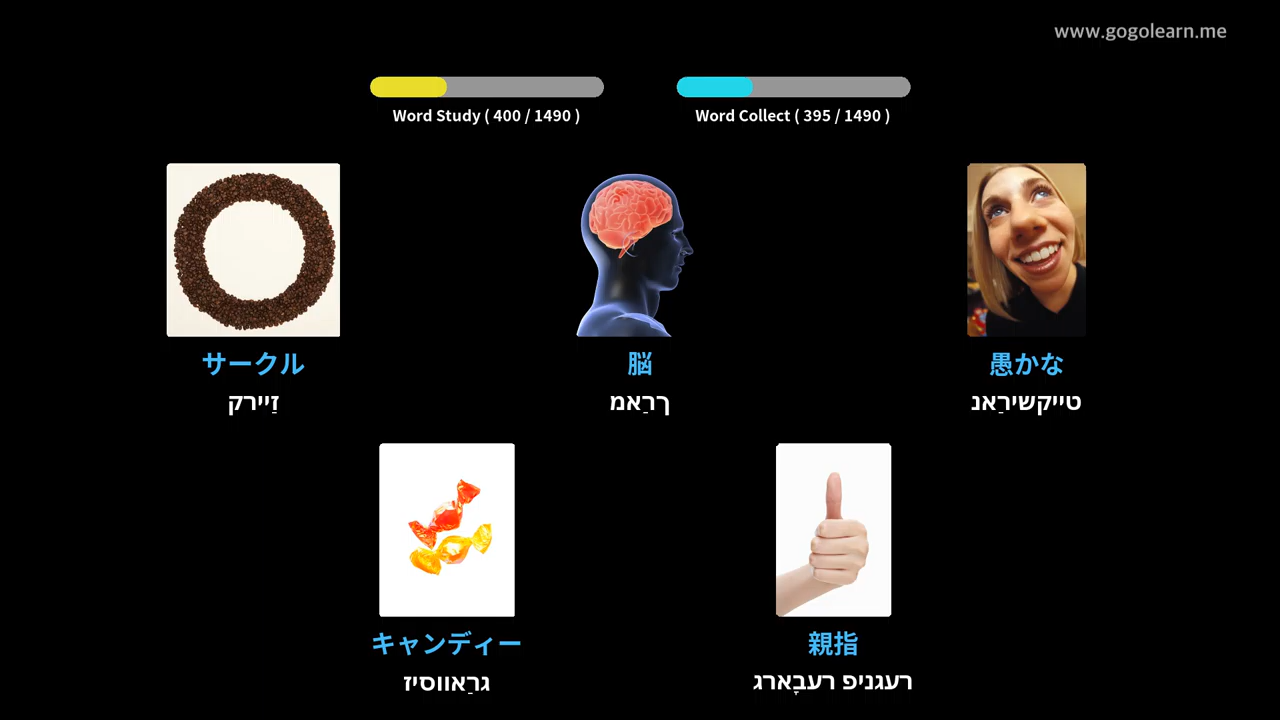 www.gogolearn.me
Word Study ( 400 / 1490 )
Word Collect ( 395 / 1490 )
サークル
זַיירק
脳
ךרַאמ
愚かな
טייקשירַאנ
キャンディー
גרַאווסיז
親指
רעגניפ רעבָארג